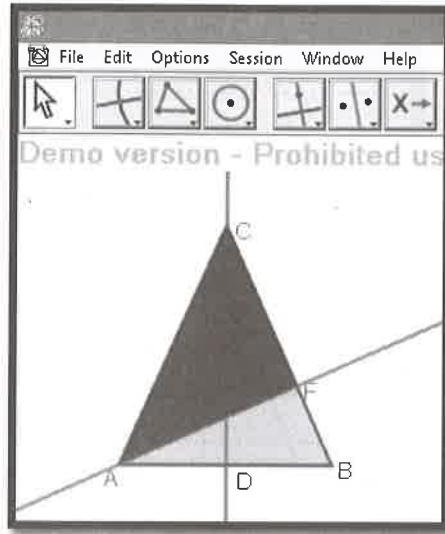 File Edit Options Session Window Help
Demo version - Prohibited us
C
F
A
D
B